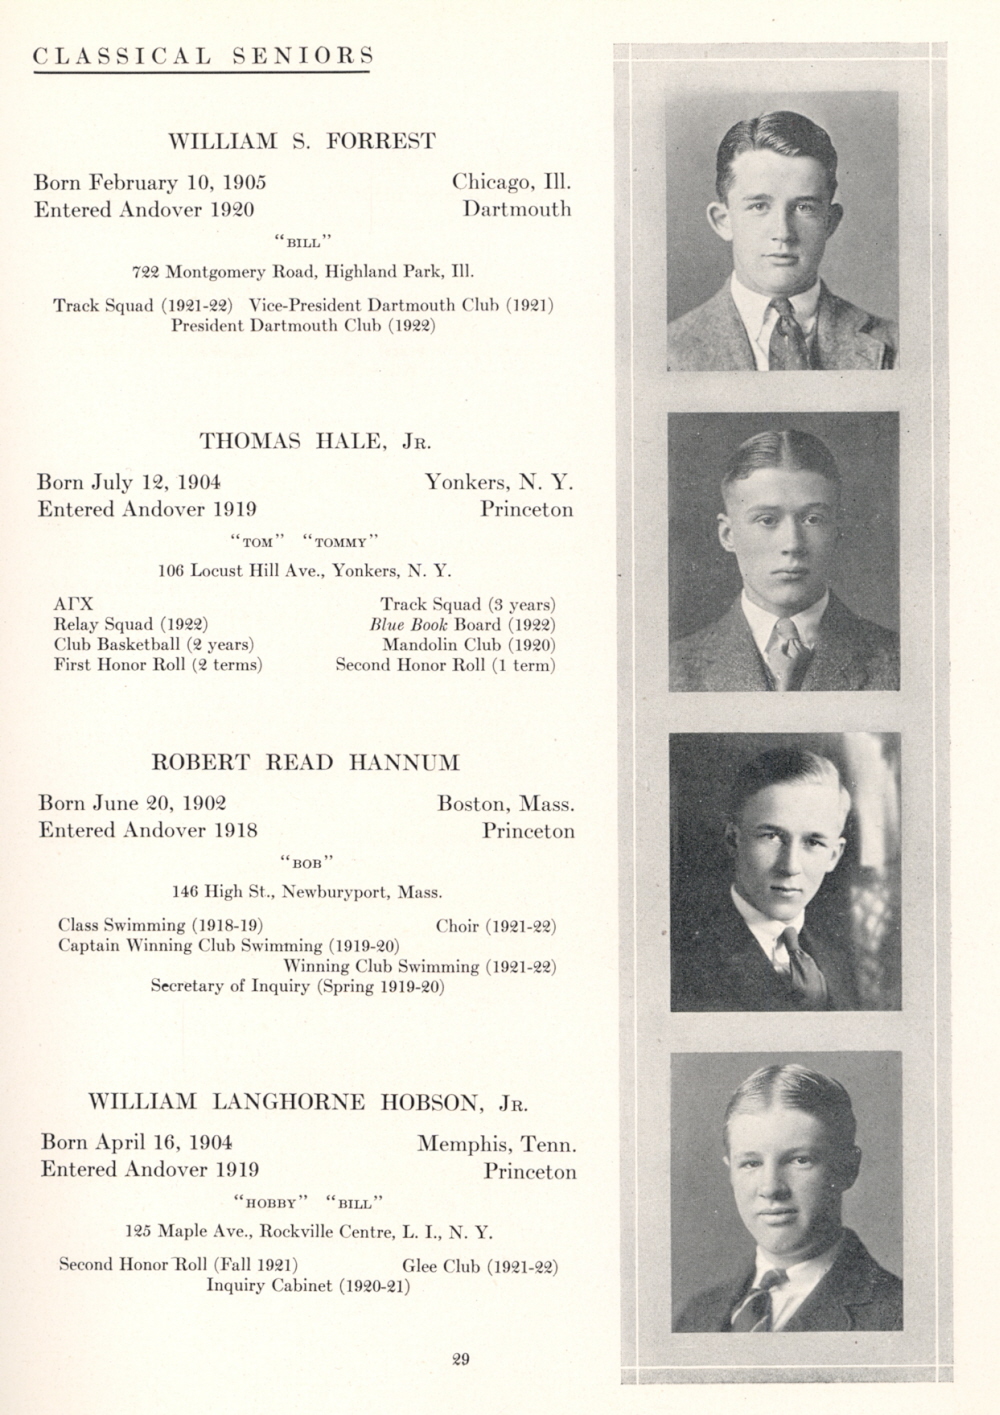 CLASSICAL SENIORS
WILLIAM S. FORREST
Born February 10, 1905 Chicago, Ill.
Entered Andover 1920 Dartmouth
“BILL”
722 Montgomery Road, Highland Park, Ill.
Track Squad (1921-22) Vice-President Dartmouth Club (1921)
President Dartmouth Club (1922)
THOMAS HALE, JR.
Born July 12, 1904 Yonkers, N. Y.
Entered Andover 1919 Princeton
“TOM” “TOMMY”
106 Locust Hill Ave., Yonkers, N. Y.
ΑΓΧ Track Squad (3 years)
Relay Squad (1922) Blue Book Board (1922)
Club Basketball (2 years) Mandolin Club (1920)
First Honor Roll (2 terms) Second Honor Roll (1 term)
ROBERT READ HANNUM
Born June 20, 1902 Boston, Mass.
Entered Andover 1918 Princeton
“BOB”
146 High St., Newburyport, Mass.
Class Swimming (1918-19) Choir (1921-22)
Captain Winning Club Swimming (1919-20)
Winning Club Swimming (1921-22)
Secretary of Inquiry (Spring 1919-20)
WILLIAM LANGHORNE HOBSON, JR.
Born April 16, 1904 Memphis, Tenn.
Entered Andover 1919 Princeton
“HOBBY” “BILL”
125 Maple Ave., Rockville Centre, L. I., N. Y.
Second Honor Roll (Fall 1921) Glee Club (1921-22)
Inquiry Cabinet (1920-21)
29